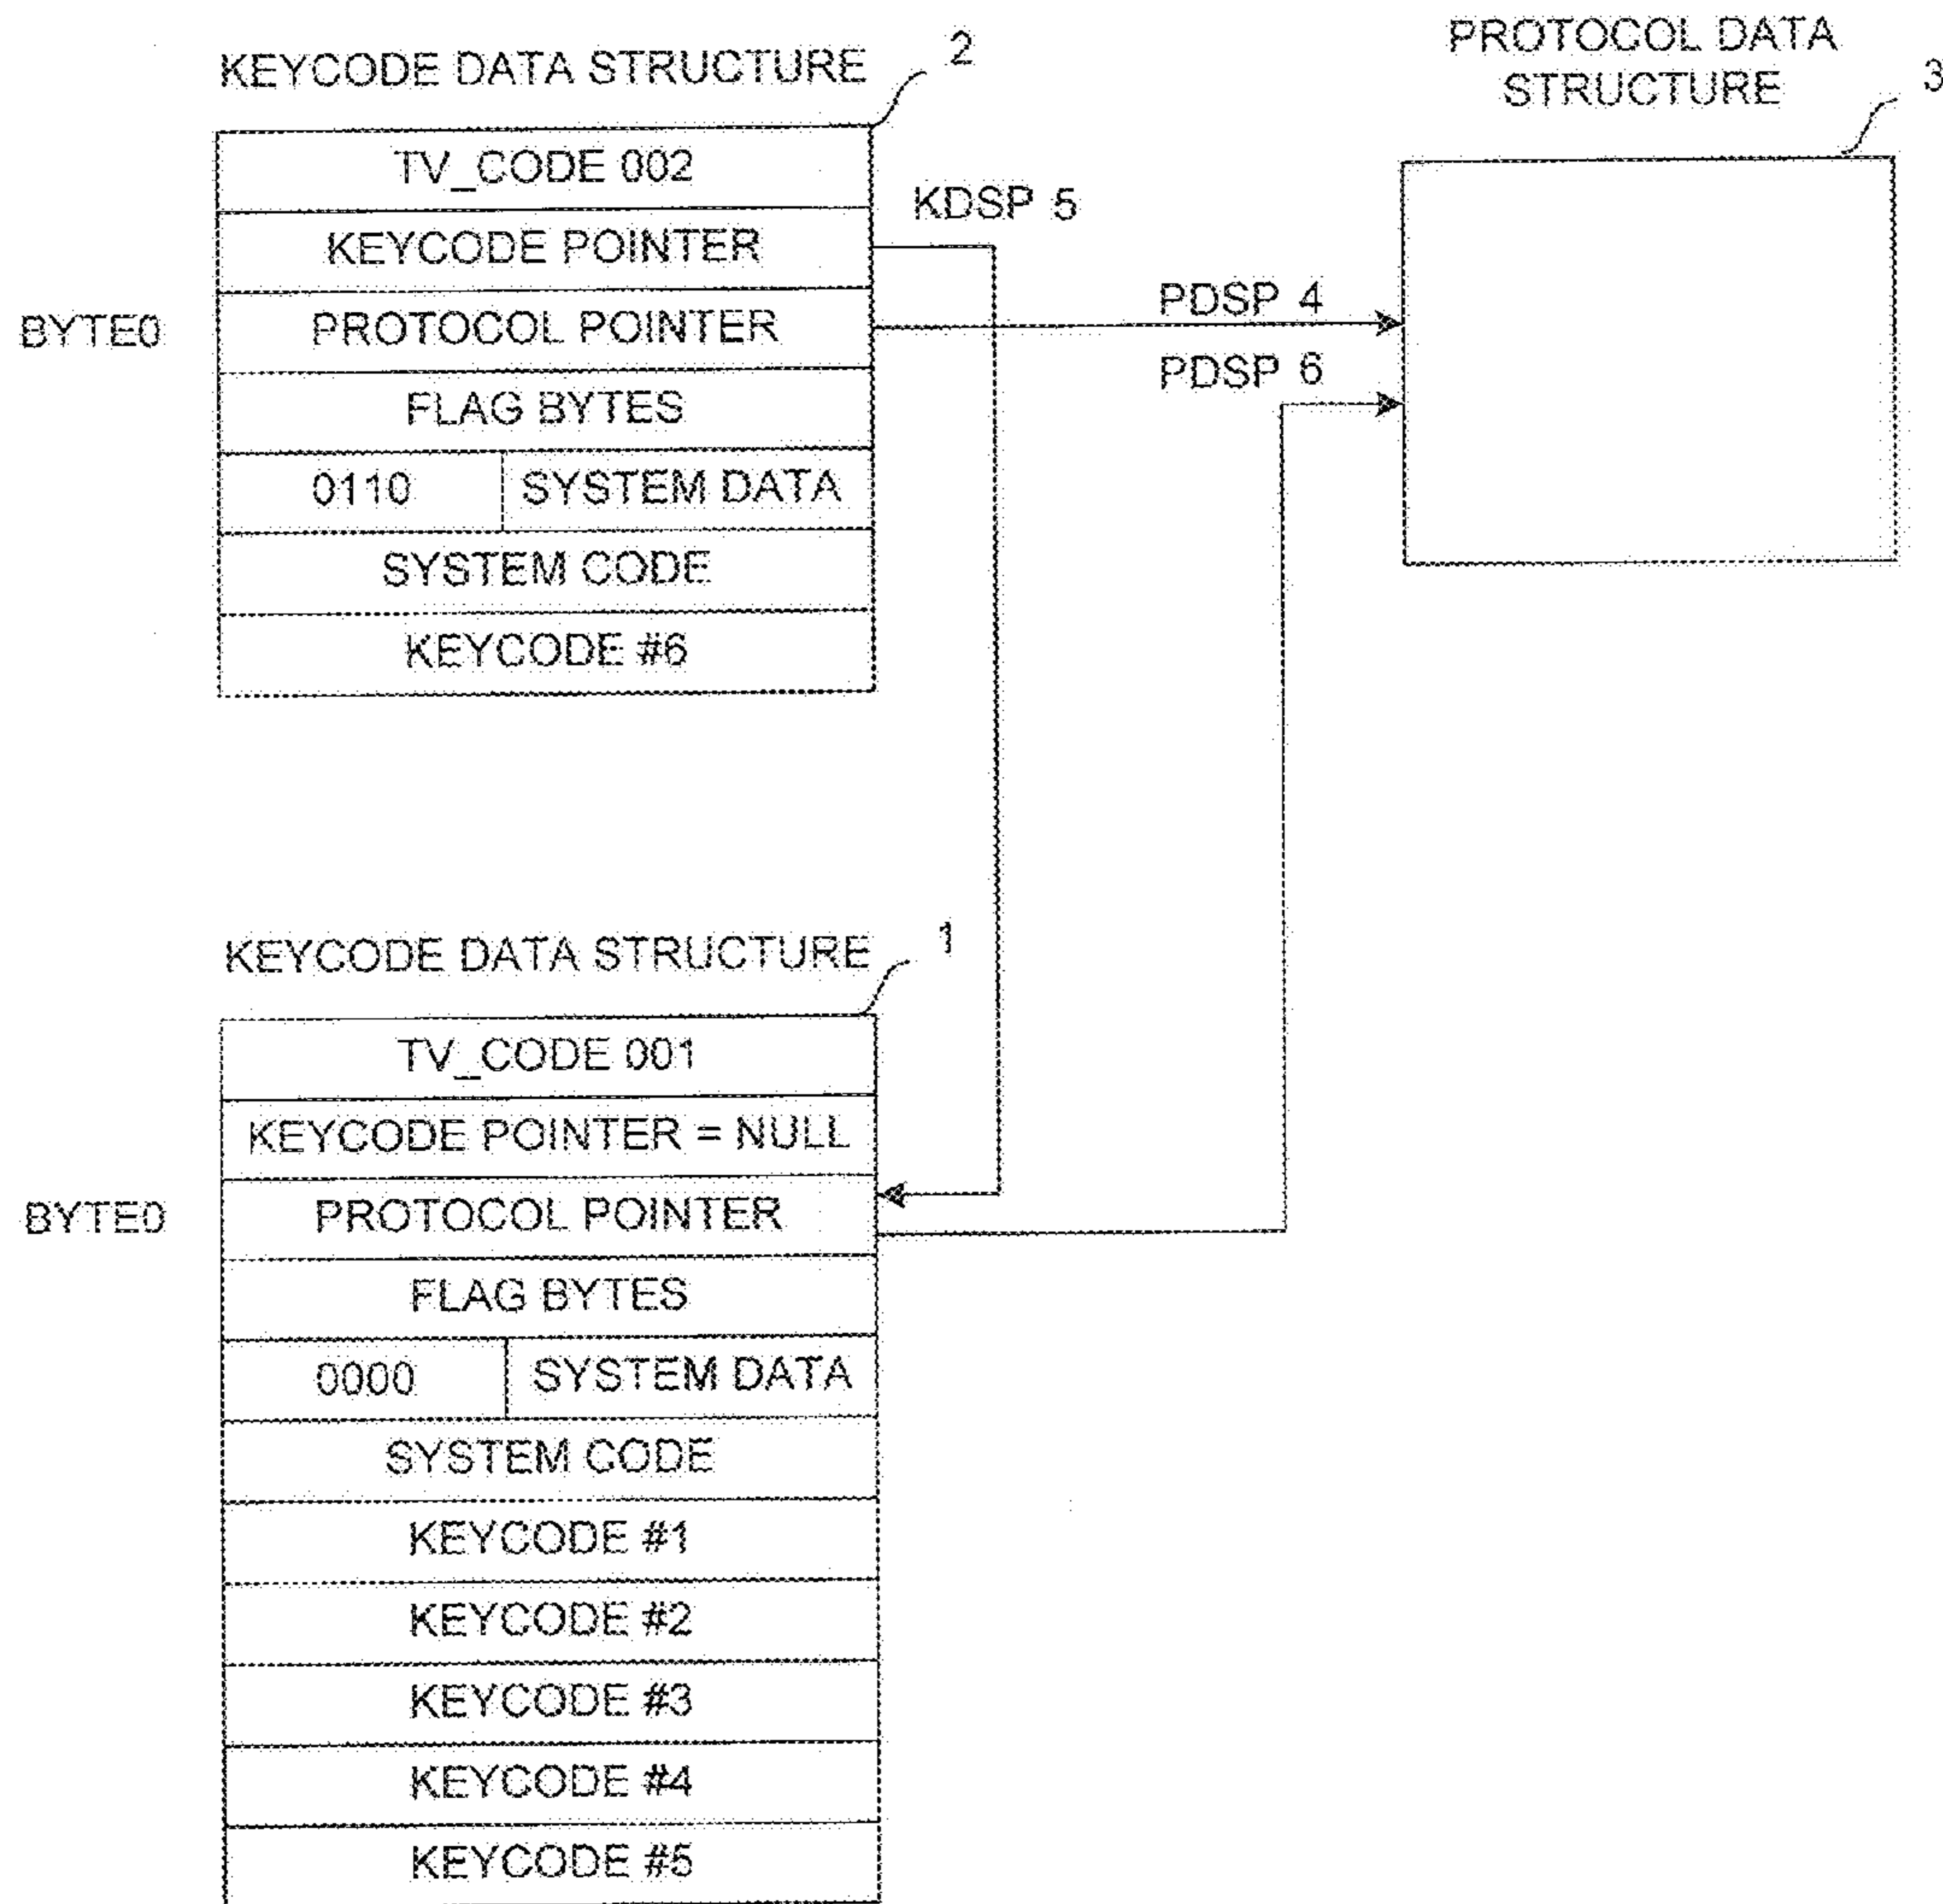 KEYCODE DATA STRUCTURE
2
TV_CODE 002
KEYCODE POINTER
BYTE0
PROTOCOL POINTER
FLAG BYTES
0110
SYSTEM DATA
SYSTEM CODE
KEYCODE #6
KDSP 5
PDSP 4
PDSP 6
PROTOCOL DATA
STRUCTURE
3
KEYCODE DATA STRUCTURE
1
TV_CODE 001
KEYCODE POINTER = NULL
BYTE0
PROTOCOL POINTER
FLAG BYTES
0000
SYSTEM DATA
SYSTEM CODE
KEYCODE #1
KEYCODE #2
KEYCODE #3
KEYCODE #4
KEYCODE #5